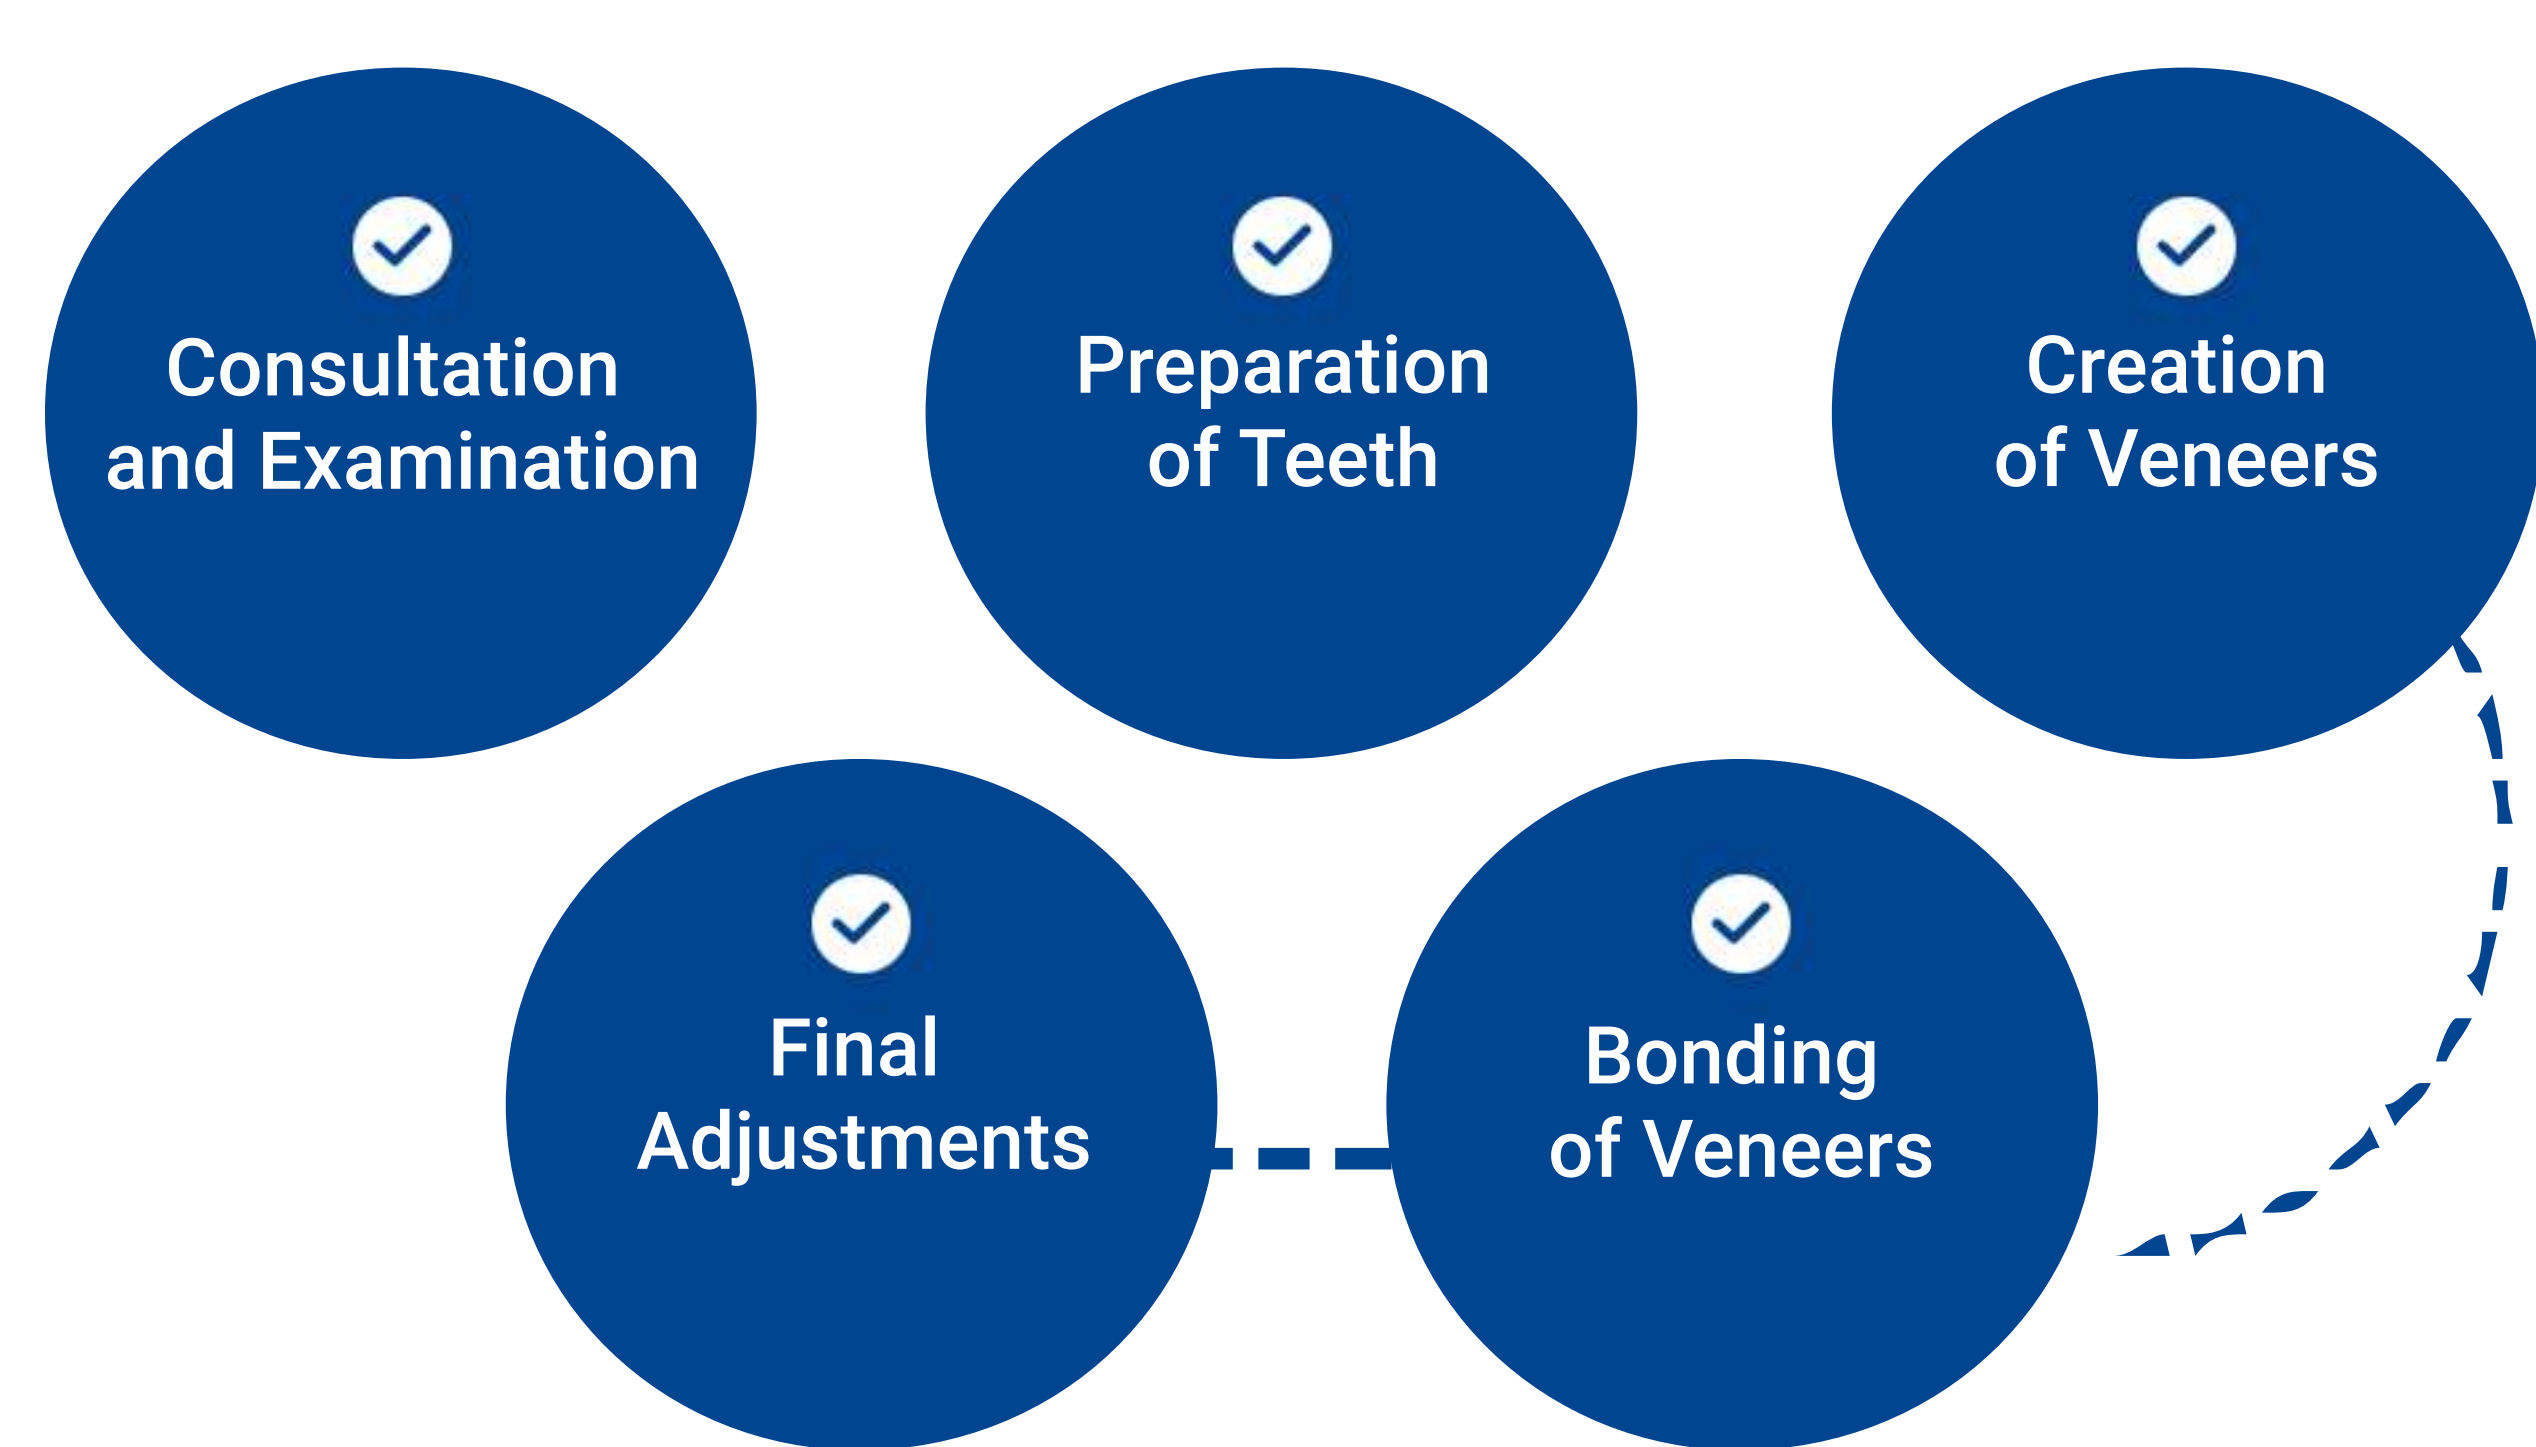 Consultation
and Examination
Preparation
of Teeth
Creation
of Veneers
Final
Adjustments
Bonding
of Veneers